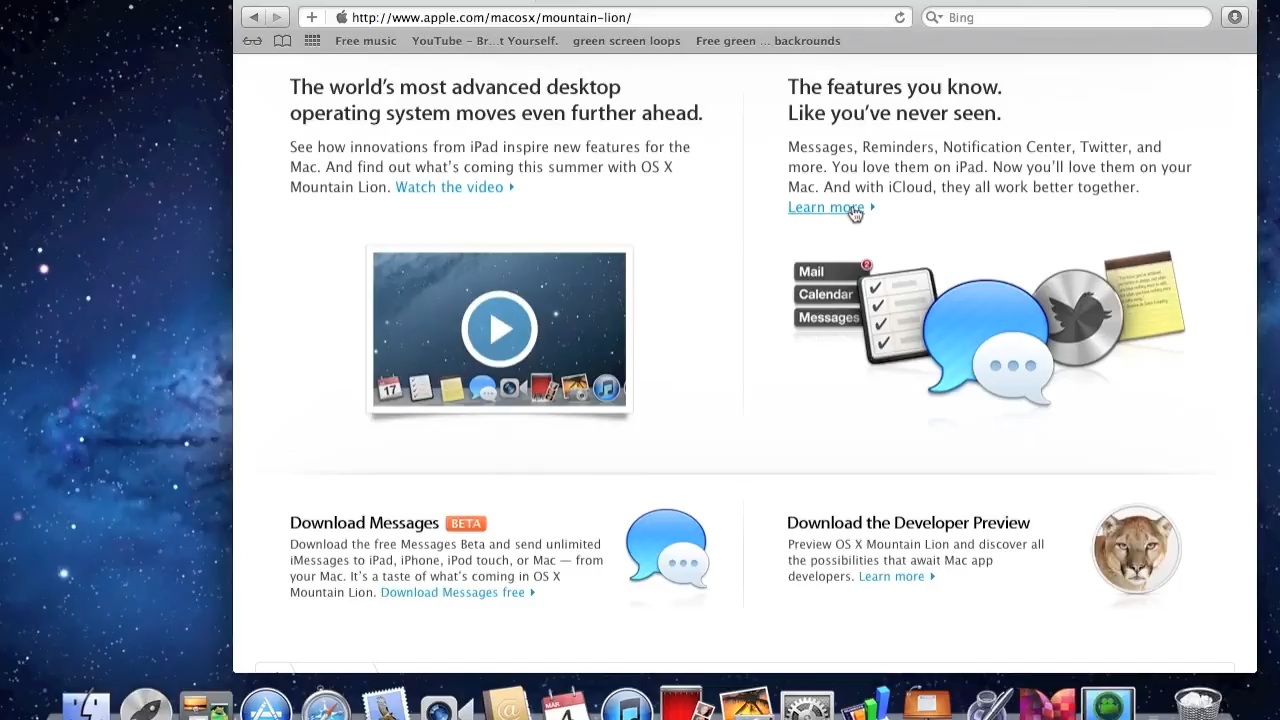 http://www.apple.com/macosx/mountain-lion/
Bing
Free music
YouTube - Br...t Yourself.
green screen loops
Free green ... backrounds
The world's most advanced desktop
operating system moves even further ahead.
See how innovations from iPad inspire new features for the
Mac. And find out what's coming this summer with OS X
Mountain Lion. Watch the video
17
The features you know.
Like you've never seen.
Messages, Reminders, Notification Center, Twitter, and
more. You love them on iPad. Now you'll love them on your
Mac. And with iCloud, they all work better together.
Learn more
Mail
2
Calendar
Messages
Download Messages BETA
Download the free Messages Beta and send unlimited
iMessages to iPad, iPhone, iPod touch, or Mac — from
your Mac. It's a taste of what's coming in OS X
Mountain Lion. Download Messages free
Download the Developer Preview
Preview OS X Mountain Lion and discover all
the possibilities that await Mac app
developers. Learn more
MAR
4